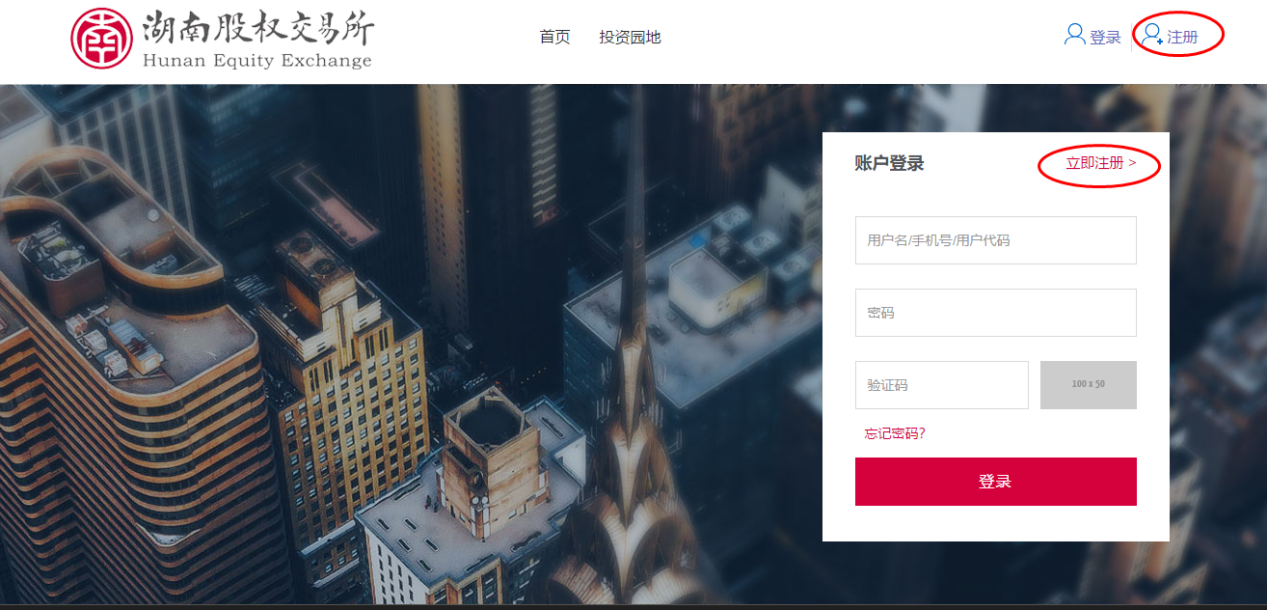 湖南股权交易所
Hunan Equity Exchange
首页 投资园地
登录 注册
账户登录 立即注册 >
用户名/手机号/用户代码
密码
验证码 100 x 50
忘记密码?
登录